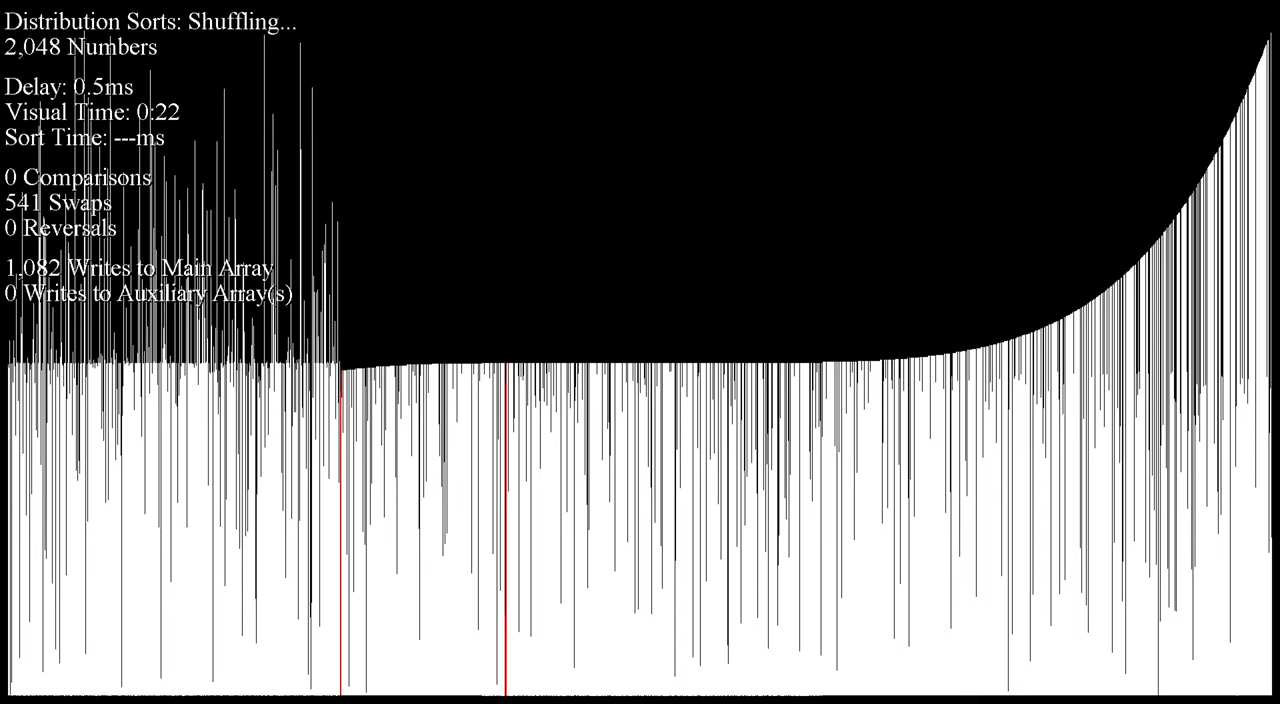 Distribution Sorts: Shuffling...
2,048 Numbers
Delay: 0.5ms
Visual Time: 0:22
Sort Time: ---ms
0 Comparisons
541 Swaps
0 Reversals
1,082 Writes to Main Array
0 Writes to Auxiliary Array(s)